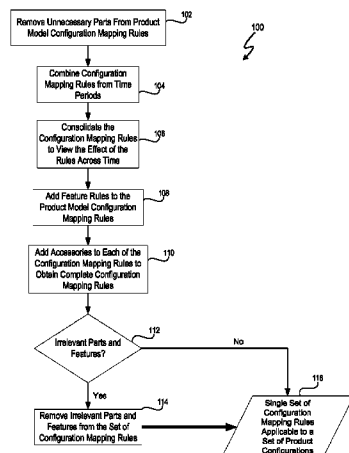 Remove Unnecessary Parts From Product
Model Configuration Mapping Rules
102
100
Combine Configuration
Mapping Rules from Time
Periods
104
Consolidate the
Configuration Mapping Rules
to View the Effect of the
Rules Across Time
106
Add Feature Rules to the
Product Model Configuration
Mapping Rules
108
Add Accessories to Each of the
Configuration Mapping Rules to
Obtain Complete Configuration
Mapping Rules
110
Irrelevant Parts and
Features?
112
No
Yes
114
Remove Irrelevant Parts and
Features from the Set of
Configuration Mapping Rules
116
Single Set of
Configuration
Mapping Rules
Applicable to a
Set of Product
Configurations